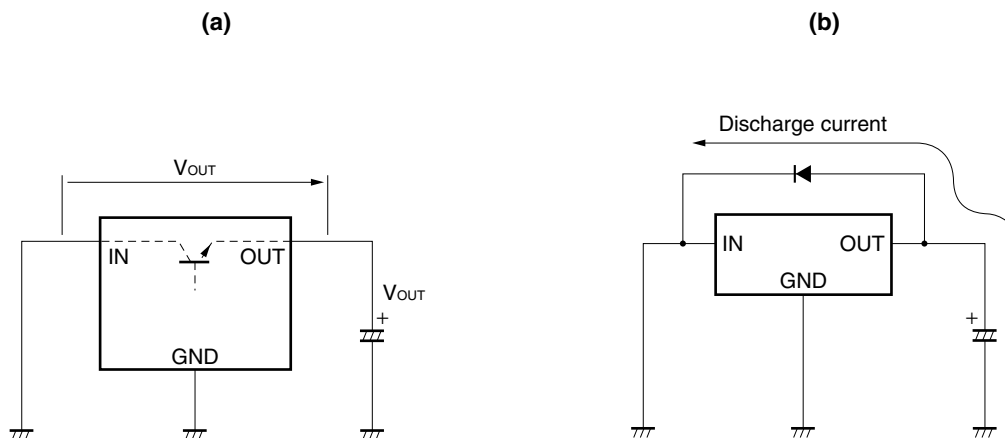 (a)
VOUT
IN
OUT
VOUT
+
GND
(b)
Discharge current
IN
OUT
GND
+